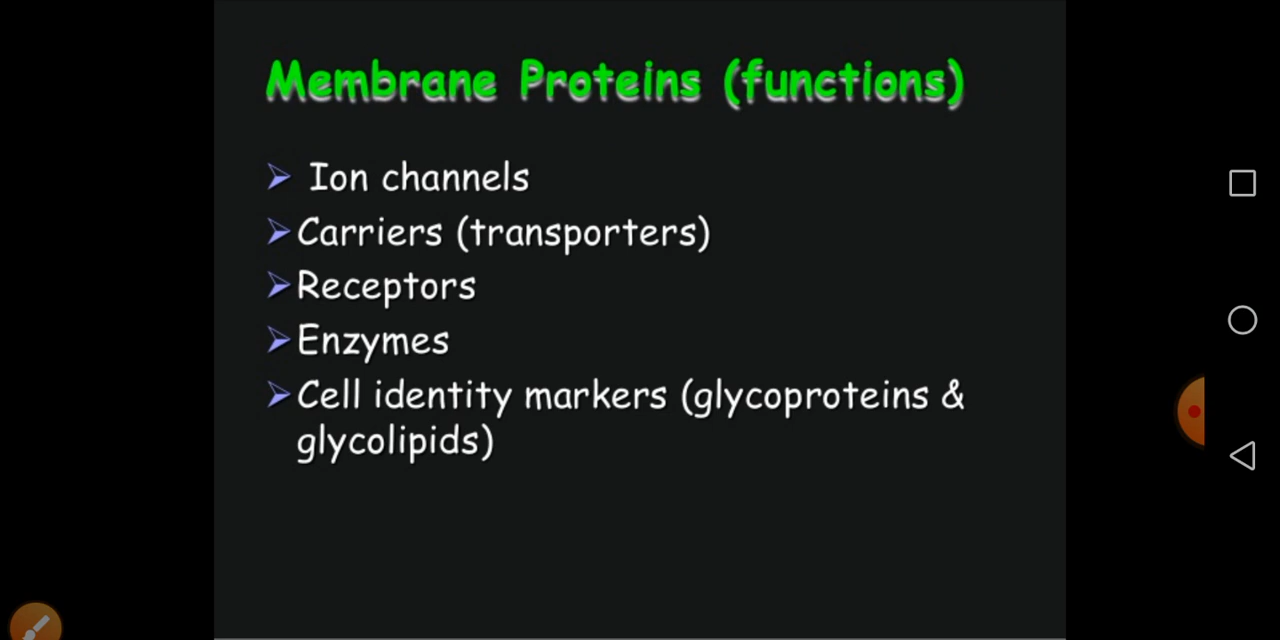 Membrane Proteins (functions)
Ion channels
Carriers (transporters)
Receptors
Enzymes
Cell identity markers (glycoproteins &
glycolipids)